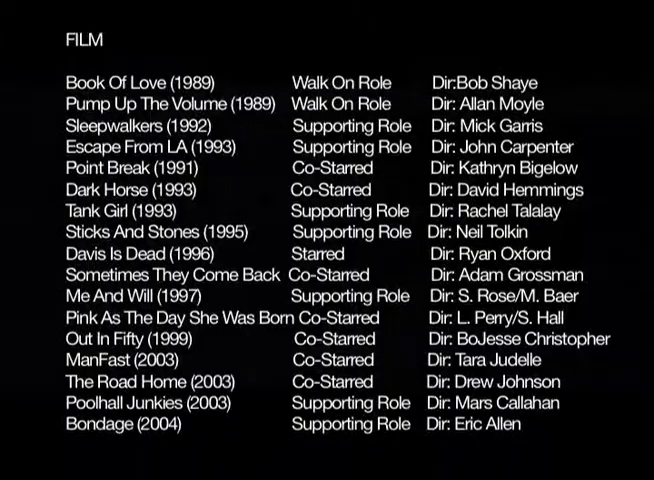 FILM
Book Of Love (1989) Walk On Role Dir:Bob Shaye
Pump Up The Volume (1989) Walk On Role Dir: Allan Moyle
Sleepwalkers (1992) Supporting Role Dir: Mick Garris
Escape From LA (1993) Supporting Role Dir: John Carpenter
Point Break (1991) Co-Starred Dir: Kathryn Bigelow
Dark Horse (1993) Co-Starred Dir: David Hemmings
Tank Girl (1993) Supporting Role Dir: Rachel Talalay
Sticks And Stones (1995) Supporting Role Dir: Neil Tolkin
Davis Is Dead (1996) Starred Dir: Ryan Oxford
Sometimes They Come Back Co-Starred Dir: Adam Grossman
Me And Will (1997) Supporting Role Dir: S. Rose/M. Baer
Pink As The Day She Was Born Co-Starred Dir: L. Perry/S. Hall
Out In Fifty (1999) Co-Starred Dir: BoJesse Christopher
ManFast (2003) Co-Starred Dir: Tara Judelle
The Road Home (2003) Co-Starred Dir: Drew Johnson
Poolhall Junkies (2003) Supporting Role Dir: Mars Callahan
Bondage (2004) Supporting Role Dir: Eric Allen